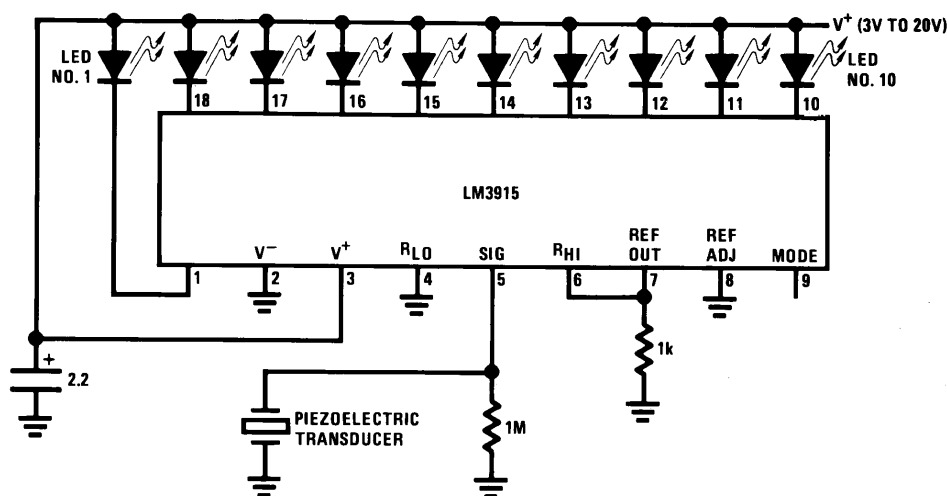 V+ (3V TO 20V)
LED
NO. 1
LED
NO. 10
18
17
16
15
14
13
12
11
10
LM3915
V−
V+
RLO
SIG
RHI
REF
OUT
REF
ADJ
MODE
1
2
3
4
5
6
7
8
9
+
2.2
1k
PIEZOELECTRIC
TRANSDUCER
1M